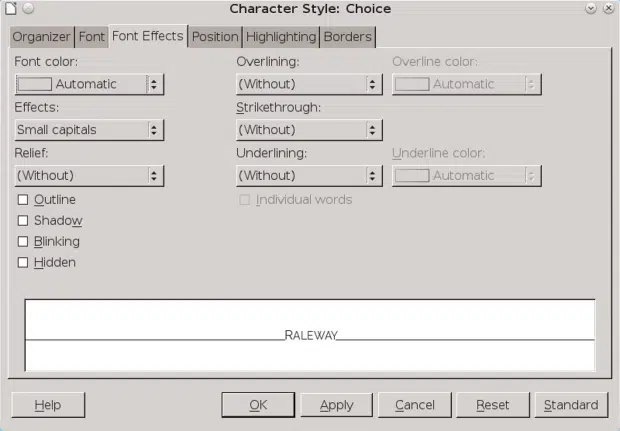 Character Style: Choice
Organizer Font Font Effects Position Highlighting Borders
Font color: Overlining: Overline color:
Automatic (Without) Automatic
Effects: Strikethrough:
Small capitals (Without)
Relief: Underlining: Underline color:
(Without) (Without) Automatic
Outline Individual words
Shadow
Blinking
Hidden
RALEWAY
Help OK Apply Cancel Reset Standard